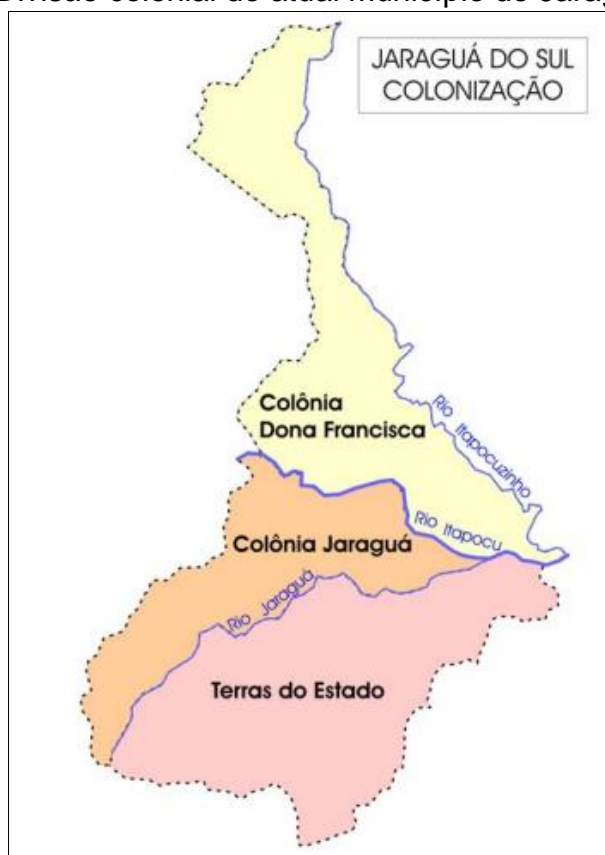 JARAGUÁ DO SUL
COLONIZAÇÃO
Colônia
Dona Francisca
Rio Itapocuzinho
Rio Itapocu
Colônia Jaraguá
Rio Jaraguá
Terras do Estado